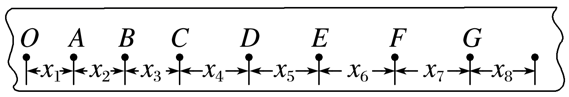 O A B C D E F G
x₁ x₂ x₃ x₄ x₅ x₆ x₇ x₈